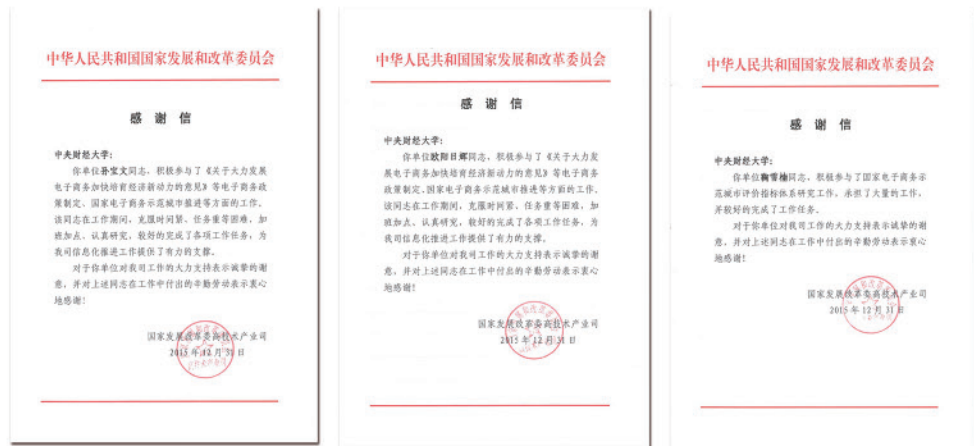 中华人民共和国国家发展和改革委员会
感 谢 信
中央财经大学：
你单位孙宝文同志，积极参与了《关于大力发展
电子商务加快培育经济新动力的意见》等电子商务政
策制定、国家电子商务示范城市推进等方面的工作。
该同志在工作期间，克服时间紧、任务重等困难，加
班加点、认真研究，较好的完成了各项工作任务，为
我司信息化推进工作提供了有力的支撑。
对于你单位对我司工作的大力支持表示诚挚的谢
意，并对上述同志在工作中付出的辛勤劳动表示衷心
地感谢！
国家发展改革委高技术产业司
2015 年 12 月 31 日
中华人民共和国国家发展和改革委员会
感 谢 信
中央财经大学：
你单位欧阳日辉同志，积极参与了《关于大力发
展电子商务加快培育经济新动力的意见》等电子商务
政策制定、国家电子商务示范城市推进等方面的工作。
该同志在工作期间，克服时间紧、任务重等困难，加
班加点、认真研究，较好的完成了各项工作任务，为
我司信息化推进工作提供了有力的支撑。
对于你单位对我司工作的大力支持表示诚挚的谢
意，并对上述同志在工作中付出的辛勤劳动表示衷心
地感谢！
国家发展改革委高技术产业司
2015 年 12 月 31 日
中华人民共和国国家发展和改革委员会
感 谢 信
中央财经大学：
你单位鞠雪楠同志，积极参与了国家电子商务示
范城市评价指标体系研究工作，承担了大量的工作，
并较好的完成了工作任务。
对于你单位对我司工作的大力支持表示诚挚的谢
意，并对上述同志在工作中付出的辛勤劳动表示衷心
地感谢！
国家发展改革委高技术产业司
2015 年 12 月 31 日